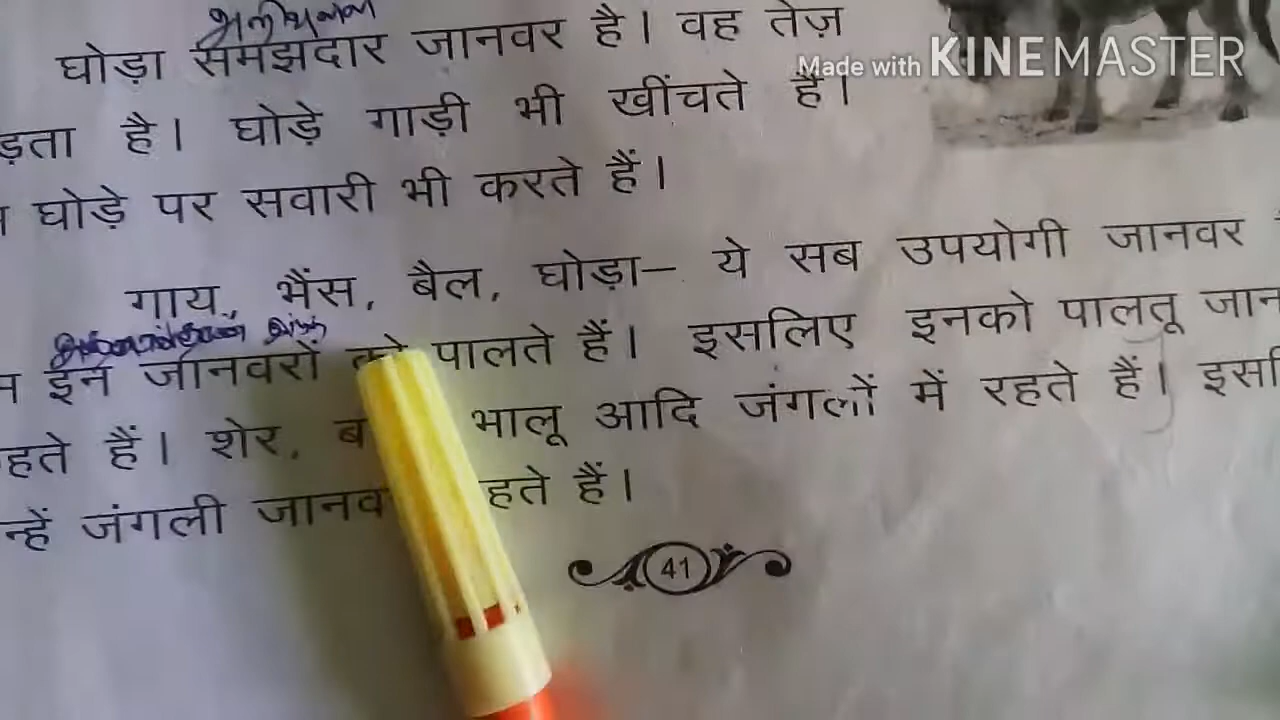 घोड़ा समझदार जानवर है। वह तेज़
Made with KINEMASTER
ड़ता है। घोड़े गाड़ी भी खींचते हैं।
घोड़े पर सवारी भी करते हैं।
गाय, भैंस, बैल, घोड़ा– ये सब उपयोगी जानवर
इन जानवरों को पालते हैं। इसलिए इनको पालतू जान
हते हैं। शेर, भालू आदि जंगलों में रहते हैं। इसलि
न्हें जंगली जानव हते हैं।
41